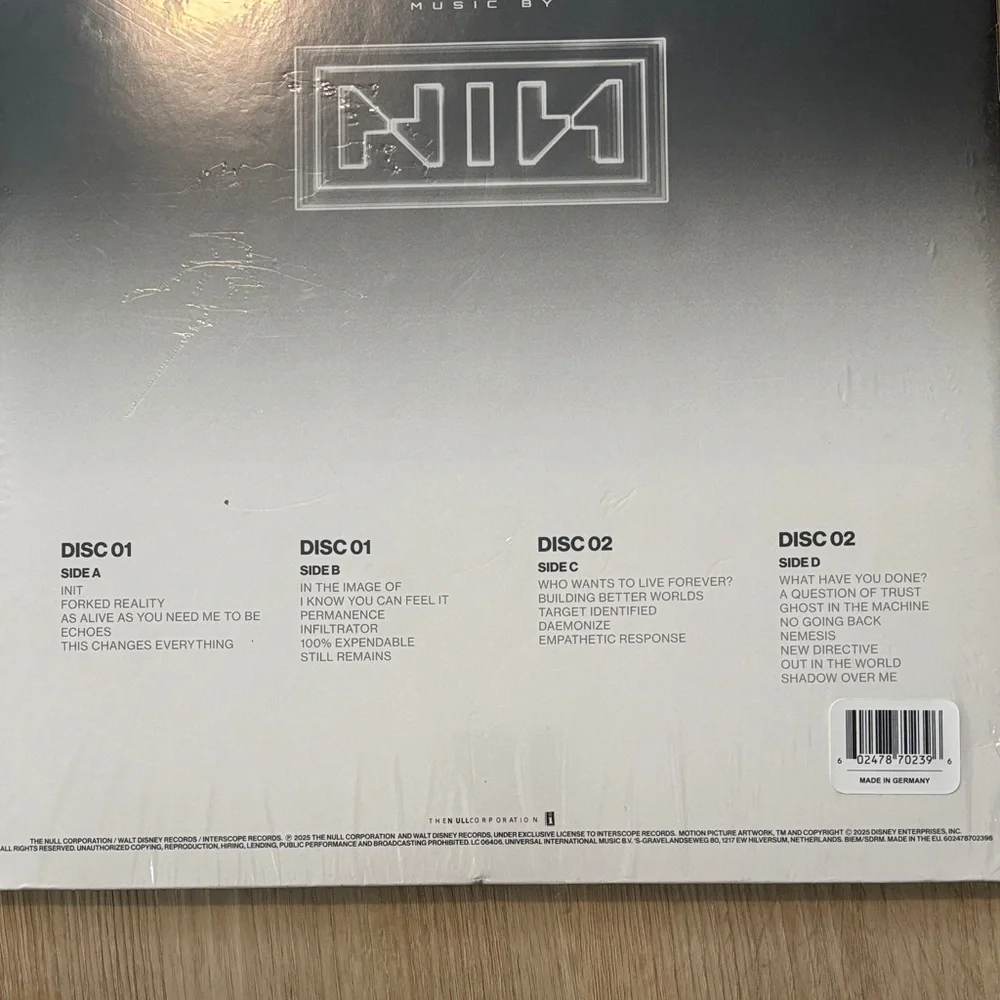 MUSIC BY
NIN
DISC 01
SIDE A
INIT
FORKED REALITY
AS ALIVE AS YOU NEED ME TO BE
ECHOES
THIS CHANGES EVERYTHING
DISC 01
SIDE B
IN THE IMAGE OF
I KNOW YOU CAN FEEL IT
PERMANENCE
INFILTRATOR
100% EXPENDABLE
STILL REMAINS
DISC 02
SIDE C
WHO WANTS TO LIVE FOREVER?
BUILDING BETTER WORLDS
TARGET IDENTIFIED
DAEMONIZE
EMPATHETIC RESPONSE
DISC 02
SIDE D
WHAT HAVE YOU DONE?
A QUESTION OF TRUST
GHOST IN THE MACHINE
NO GOING BACK
NEMESIS
NEW DIRECTIVE
OUT IN THE WORLD
SHADOW OVER ME
6 02478 70239 6
MADE IN GERMANY
THE NULL CORPORATION i
THE NULL CORPORATION / WALT DISNEY RECORDS / INTERSCOPE RECORDS. ℗ 2025 THE NULL CORPORATION AND WALT DISNEY RECORDS, UNDER EXCLUSIVE LICENSE TO INTERSCOPE RECORDS. MOTION PICTURE ARTWORK, TM AND COPYRIGHT © 2025 DISNEY ENTERPRISES, INC.
ALL RIGHTS RESERVED. UNAUTHORIZED COPYING, REPRODUCTION, HIRING, LENDING, PUBLIC PERFORMANCE AND BROADCASTING PROHIBITED. LC 06406. UNIVERSAL INTERNATIONAL MUSIC B.V. 'S-GRAVELANDSEWEG 80, 1217 EW HILVERSUM, NETHERLANDS. BIEM/SDRM. MADE IN THE EU. 602478702396